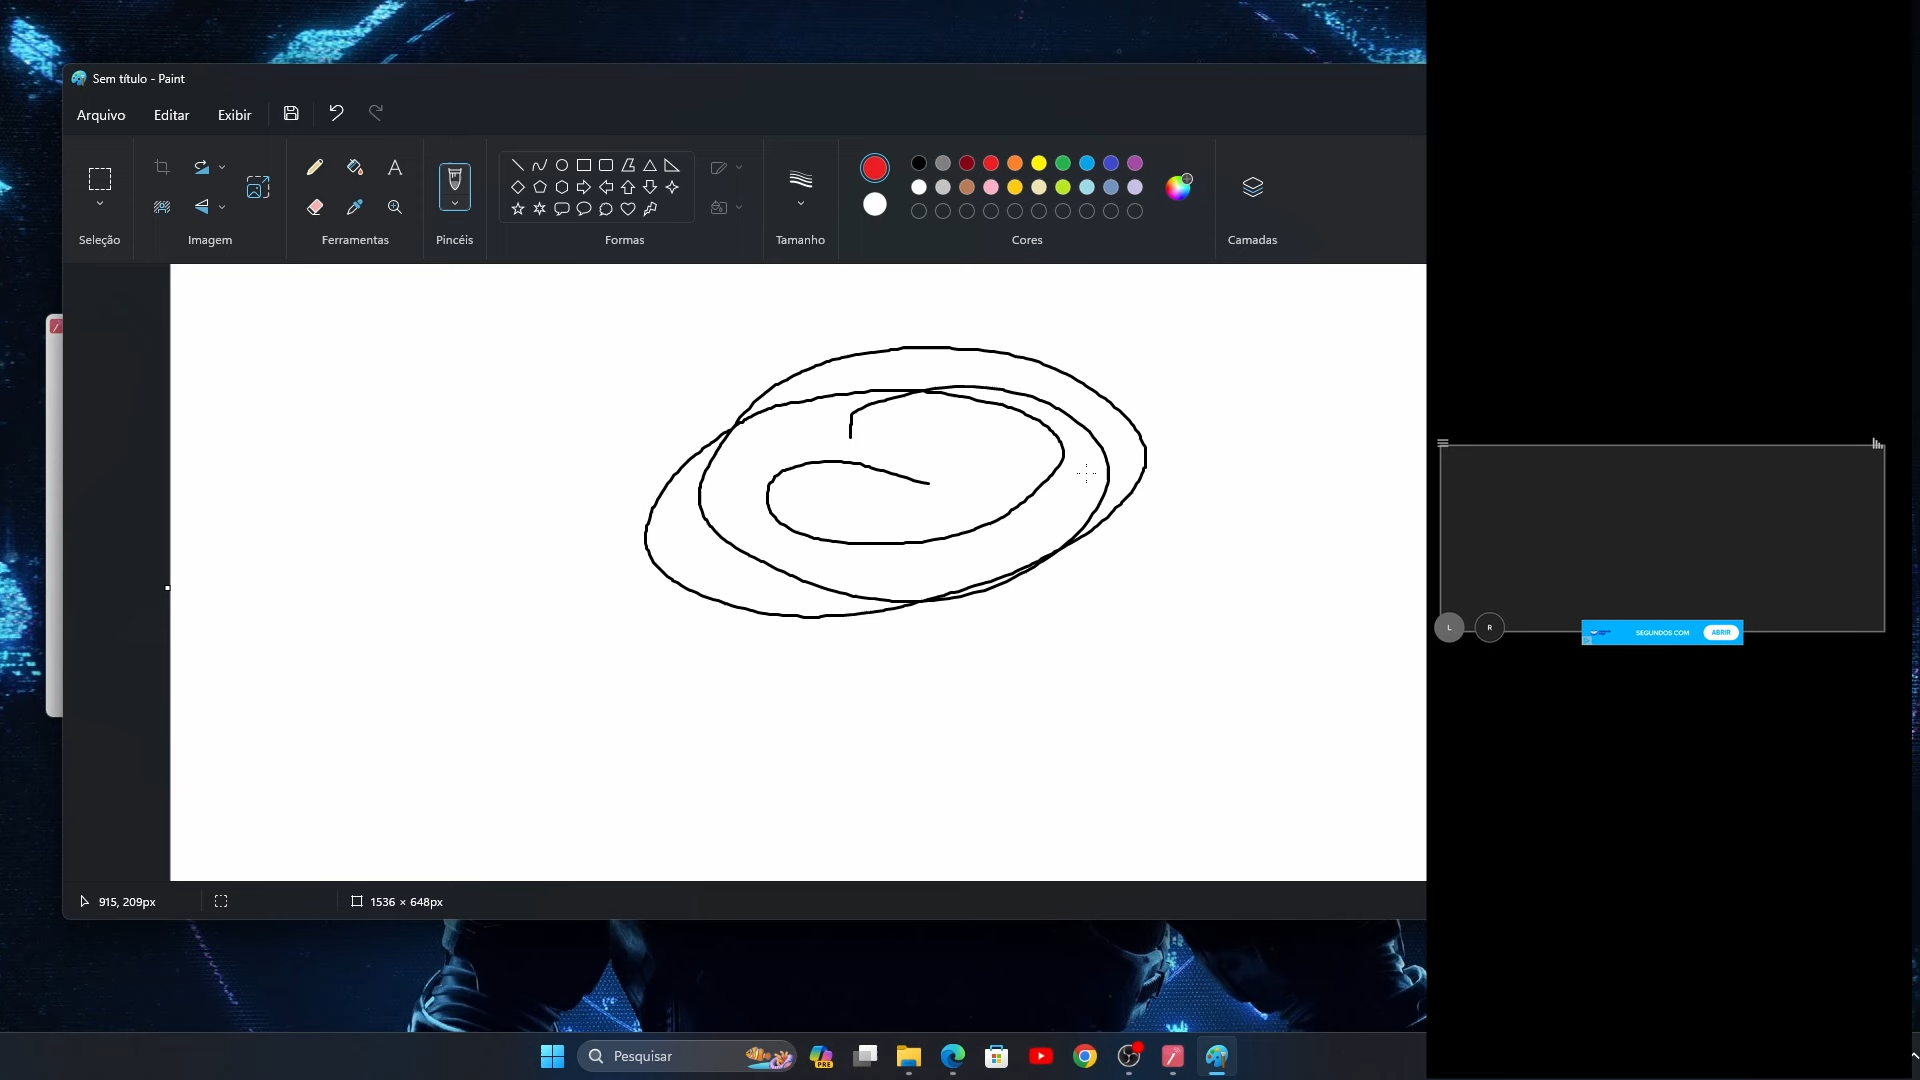 Sem título - Paint
Arquivo Editar Exibir
Seleção Imagem Ferramentas Pincéis Formas Tamanho Cores Camadas
L R
SEGUNDOS COM ABRIR
915, 209px 1536 × 648px
Pesquisar
PRE